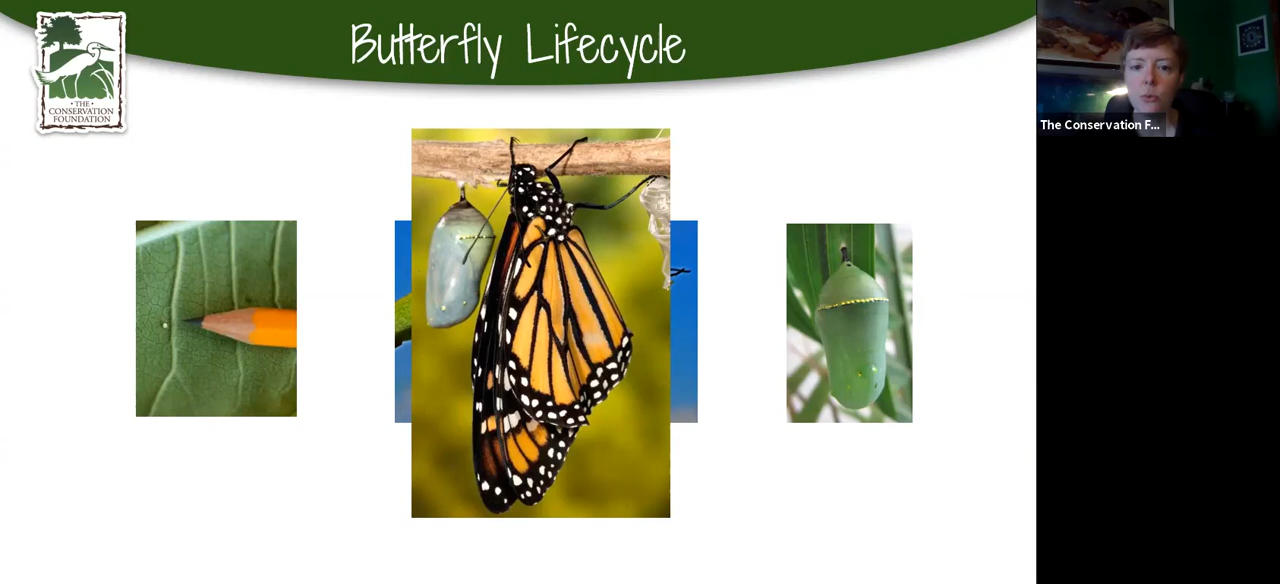 Butterfly Lifecycle
• THE •
CONSERVATION
FOUNDATION
The Conservation F...